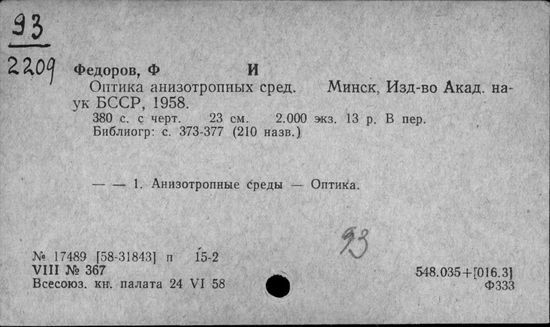 93
2209
Федоров, Ф И
Оптика анизотропных сред. Минск, Изд-во Акад. на-
ук БССР, 1958.
380 с. с черт. 23 см. 2.000 экз. 13 р. В пер.
Библиогр: с. 373-377 (210 назв.)
— — 1. Анизотропные среды — Оптика.
93
№ 17489 [58-31843] п 15-2
VIII № 367
Всесоюз. кн. палата 24 VI 58
548.035+[016.3]
Ф333